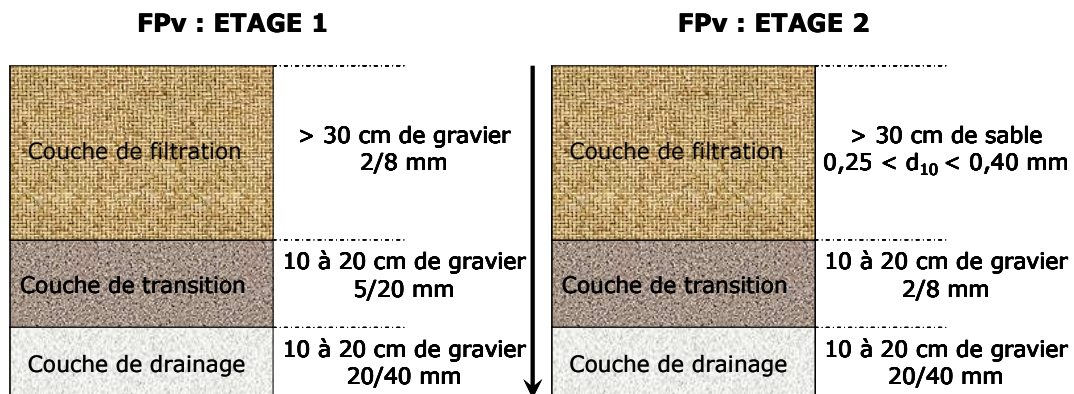 FPv : ETAGE 1
Couche de filtration
> 30 cm de gravier
2/8 mm
Couche de transition
10 à 20 cm de gravier
5/20 mm
Couche de drainage
10 à 20 cm de gravier
20/40 mm
FPv : ETAGE 2
Couche de filtration
> 30 cm de sable
0,25 < d₁₀ < 0,40 mm
Couche de transition
10 à 20 cm de gravier
2/8 mm
Couche de drainage
10 à 20 cm de gravier
20/40 mm